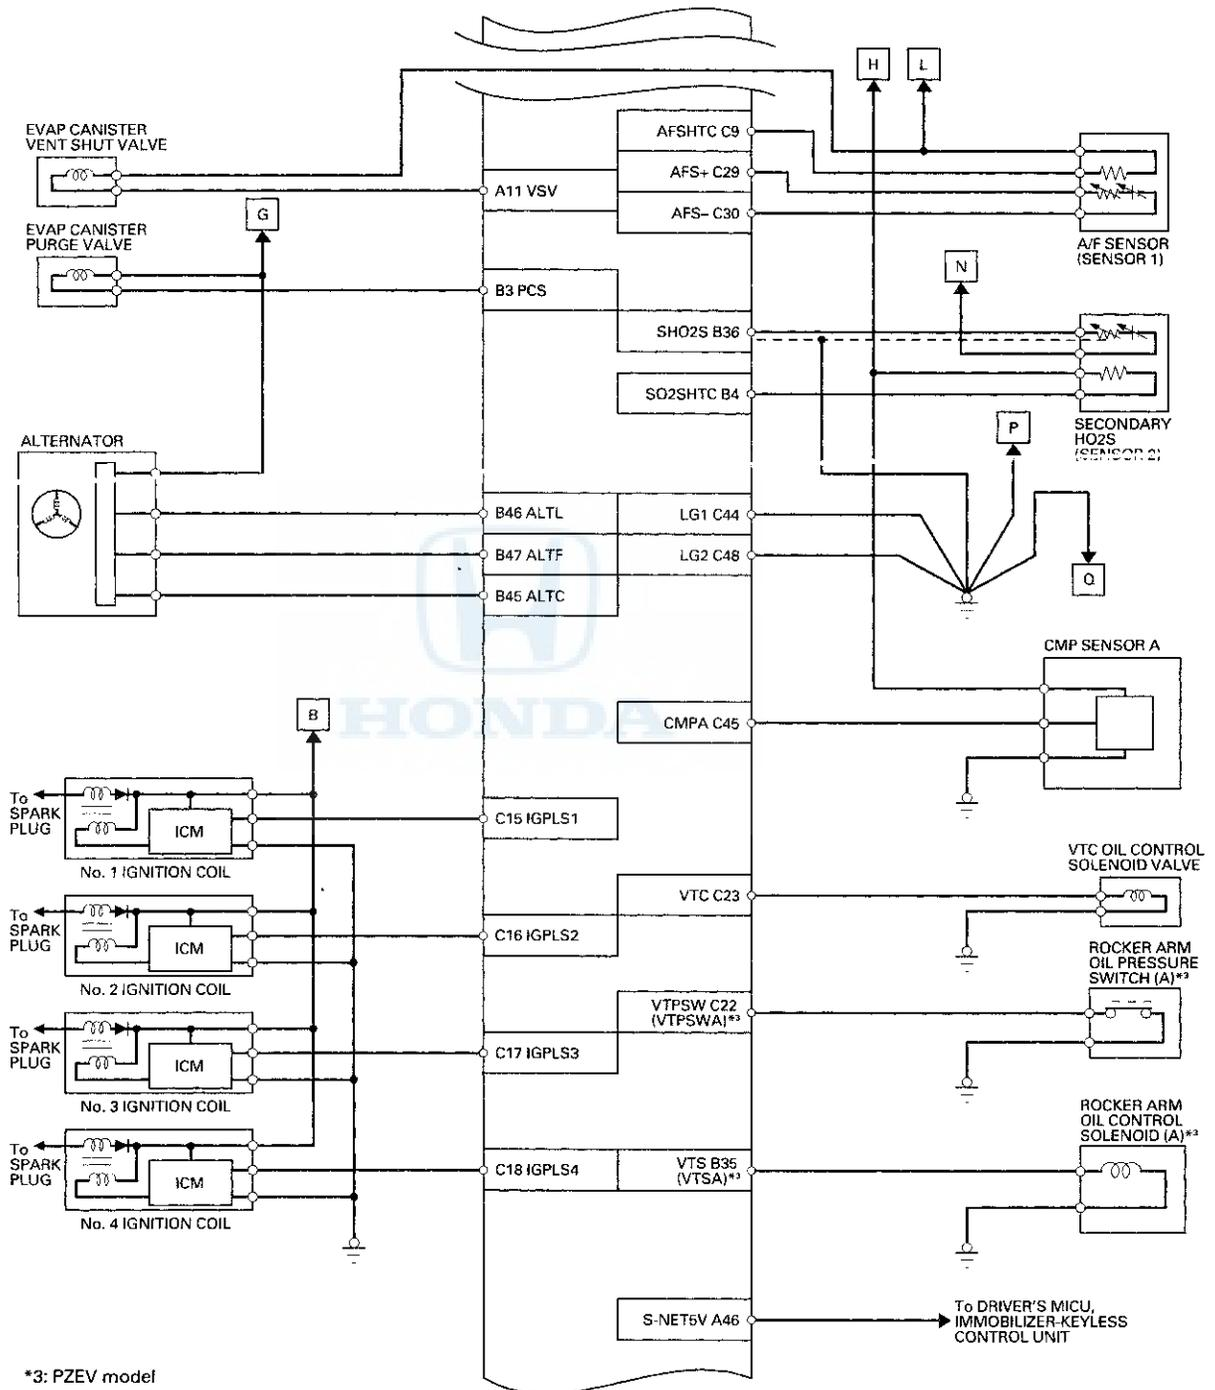 H
L
EVAP CANISTER
VENT SHUT VALVE
AFSHTC C9
AFS+ C29
A11 VSV
AFS– C30
G
EVAP CANISTER
PURGE VALVE
A/F SENSOR
(SENSOR 1)
N
B3 PCS
SHO2S B36
SO2SHTC B4
SECONDARY
HO2S
(SENSOR 2)
P
ALTERNATOR
B46 ALTL
LG1 C44
B47 ALTF
LG2 C48
Q
B45 ALTC
CMP SENSOR A
B
CMPA C45
HONDA
To
SPARK
PLUG
ICM
C15 IGPLS1
No. 1 IGNITION COIL
VTC OIL CONTROL
SOLENOID VALVE
VTC C23
To
SPARK
PLUG
ICM
C16 IGPLS2
No. 2 IGNITION COIL
ROCKER ARM
OIL PRESSURE
SWITCH (A)*3
VTPSW C22
(VTPSWA)*3
To
SPARK
PLUG
ICM
C17 IGPLS3
No. 3 IGNITION COIL
ROCKER ARM
OIL CONTROL
SOLENOID (A)*3
To
SPARK
PLUG
ICM
C18 IGPLS4
VTS B35
(VTSA)*3
No. 4 IGNITION COIL
S-NET5V A46
To DRIVER'S MICU,
IMMOBILIZER-KEYLESS
CONTROL UNIT
*3: PZEV model